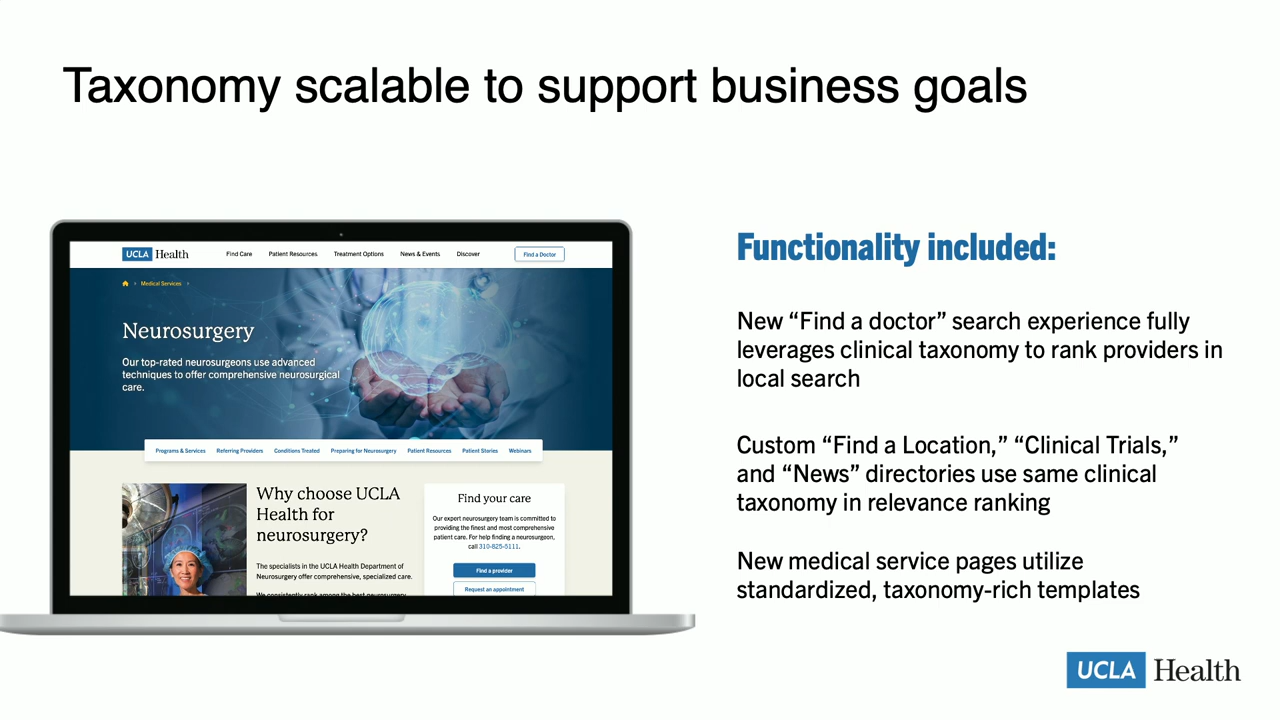 Taxonomy scalable to support business goals
UCLA Health
Find Care
Patient Resources
Treatment Options
News & Events
Discover
Find a Doctor
Medical Services
Neurosurgery
Our top-rated neurosurgeons use advanced
techniques to offer comprehensive neurosurgical
care.
Programs & Services
Referring Providers
Conditions Treated
Preparing for Neurosurgery
Patient Resources
Patient Stories
Webinars
Why choose UCLA
Health for
neurosurgery?
The specialists in the UCLA Health Department of
Neurosurgery offer comprehensive, specialized care.
We consistently rank among the best neurosurgery
Find your care
Our expert neurosurgery team is committed to
providing the finest and most comprehensive
patient care. For help finding a neurosurgeon,
call 310-825-5111.
Find a provider
Request an appointment
Functionality included:
New “Find a doctor” search experience fully
leverages clinical taxonomy to rank providers in
local search
Custom “Find a Location,” “Clinical Trials,”
and “News” directories use same clinical
taxonomy in relevance ranking
New medical service pages utilize
standardized, taxonomy-rich templates
UCLA Health